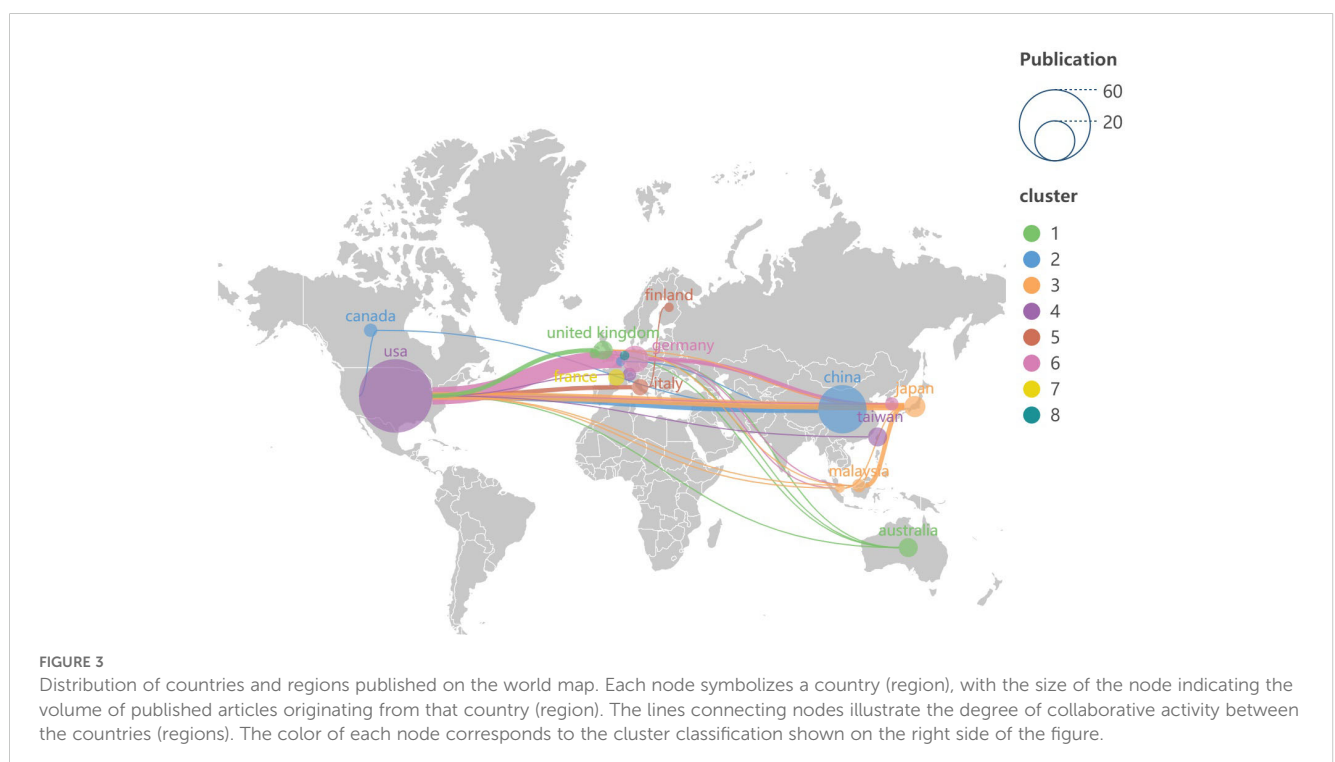 Publication
60
20
cluster
1
2
3
4
5
6
7
8
finland
canada
united kingdom
usa
germany
france
italy
china
japan
taiwan
malaysia
australia
FIGURE 3
Distribution of countries and regions published on the world map. Each node symbolizes a country (region), with the size of the node indicating the
volume of published articles originating from that country (region). The lines connecting nodes illustrate the degree of collaborative activity between
the countries (regions). The color of each node corresponds to the cluster classification shown on the right side of the figure.